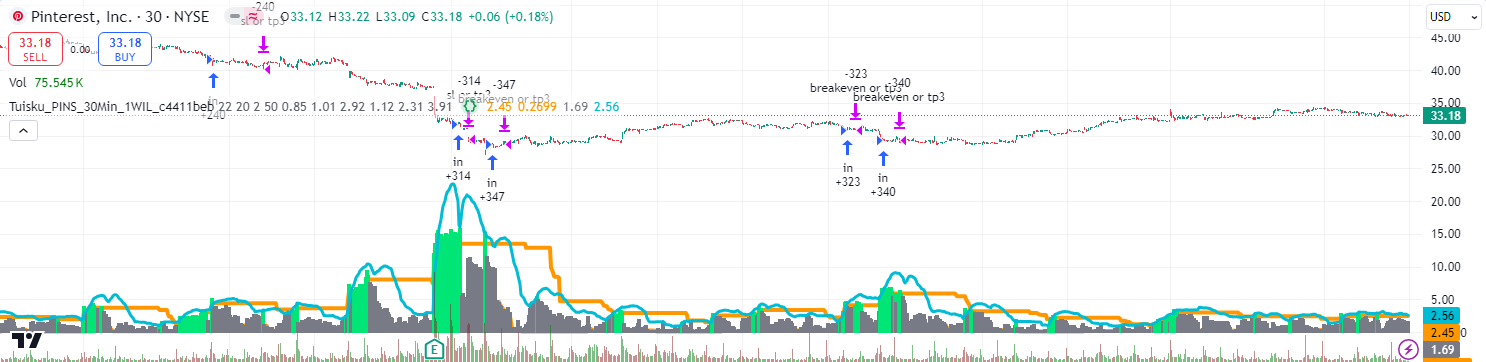 Pinterest, Inc. · 30 · NYSE
O33.12 H33.22 L33.09 C33.18 +0.06 (+0.18%)
USD
-240
sl or tp3
33.18
SELL
0.00
33.18
BUY
Vol 75.545 K
Tuisku_PINS_30Min_1WIL_c4411beb 22 20 2 50 0.85 1.01 2.92 1.12 2.31 3.91 2.45 0.2699 1.69 2.56
in
+240
-314
sl or tp3
-347
breakeven or tp3
in
+314
in
+347
-323
breakeven or tp3
-340
breakeven or tp3
in
+323
in
+340
45.00
40.00
35.00
33.18
30.00
25.00
20.00
15.00
10.00
5.00
2.56
2.45
1.69
E